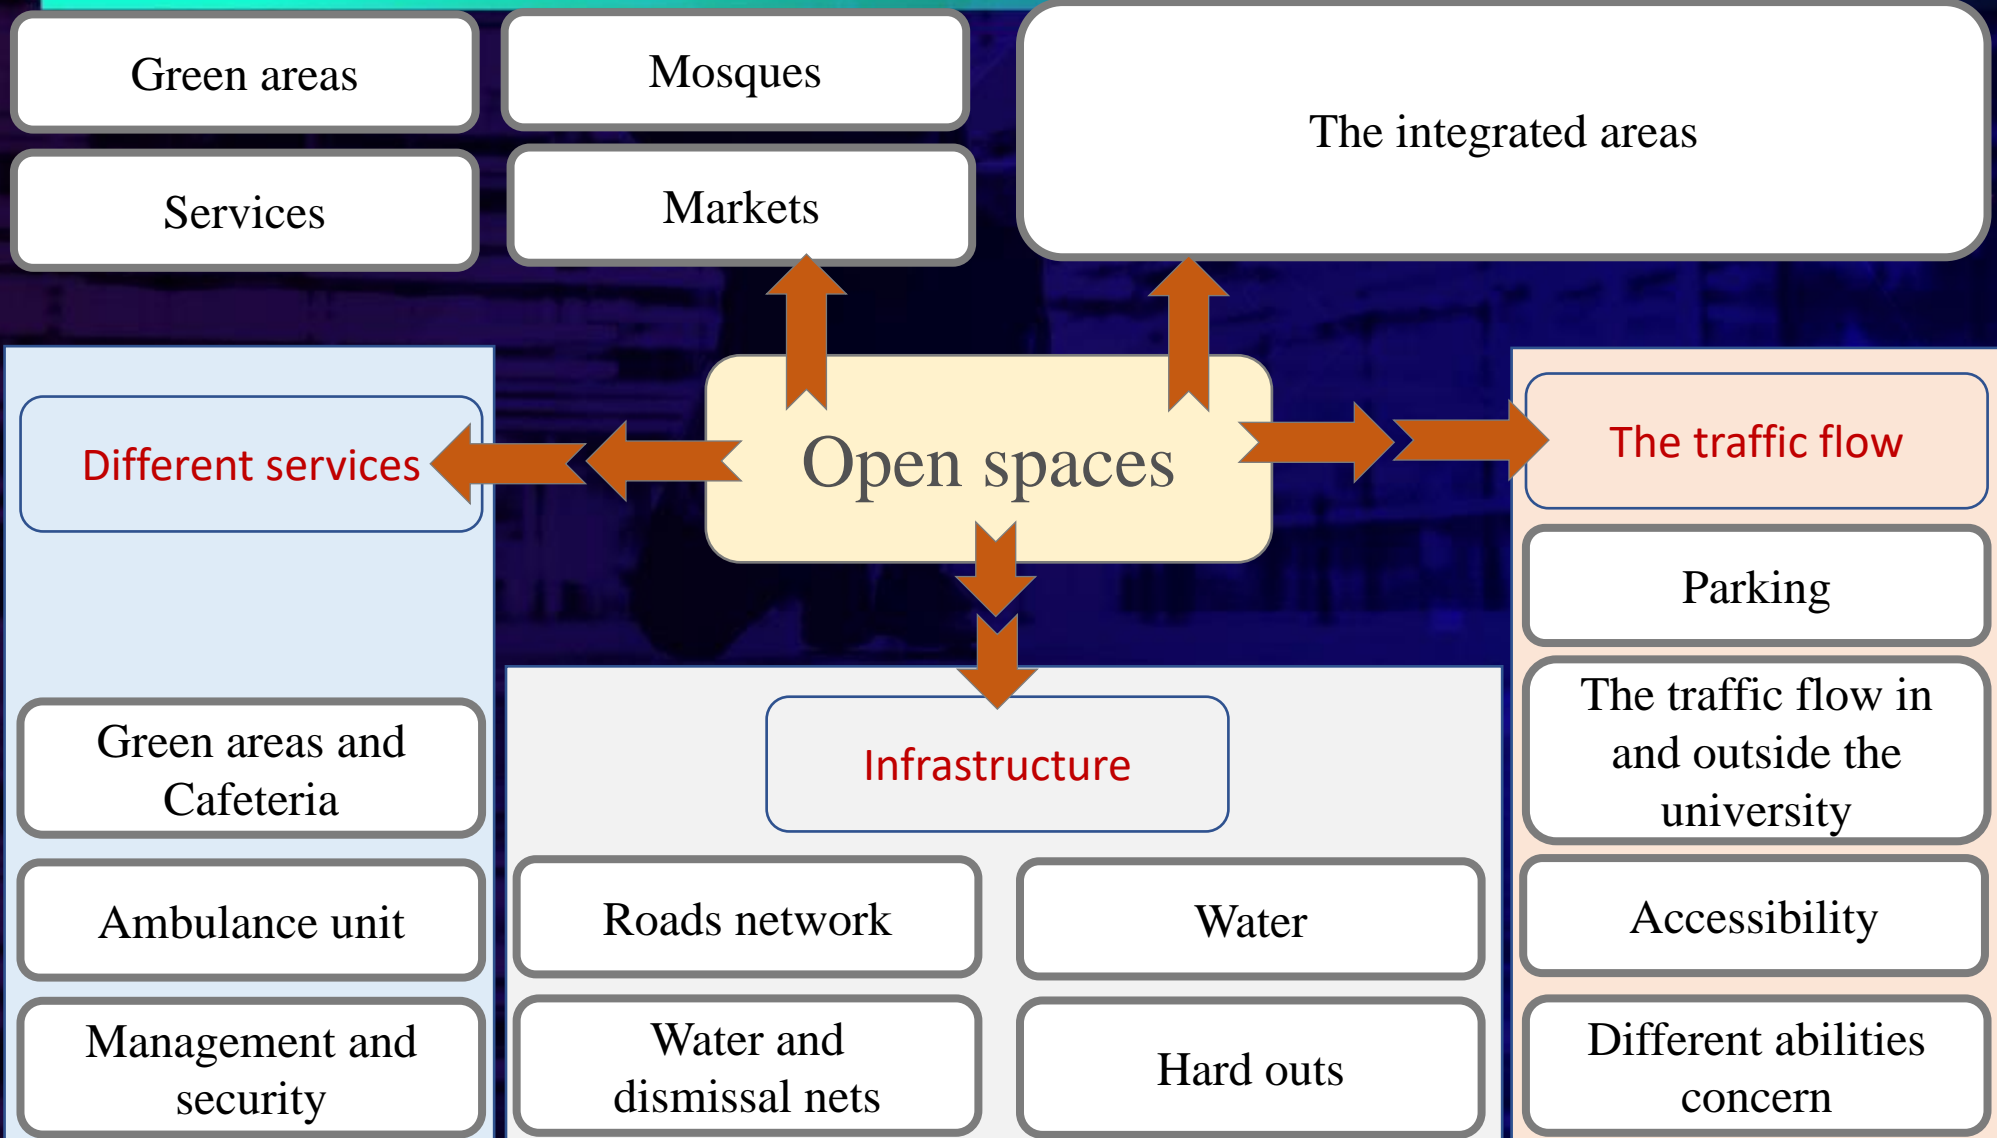 Green areas
Mosques
The integrated areas
Services
Markets
Different services
Open spaces
The traffic flow
Parking
Green areas and
Cafeteria
Infrastructure
The traffic flow in
and outside the
university
Ambulance unit
Roads network
Water
Accessibility
Management and
security
Water and
dismissal nets
Hard outs
Different abilities
concern